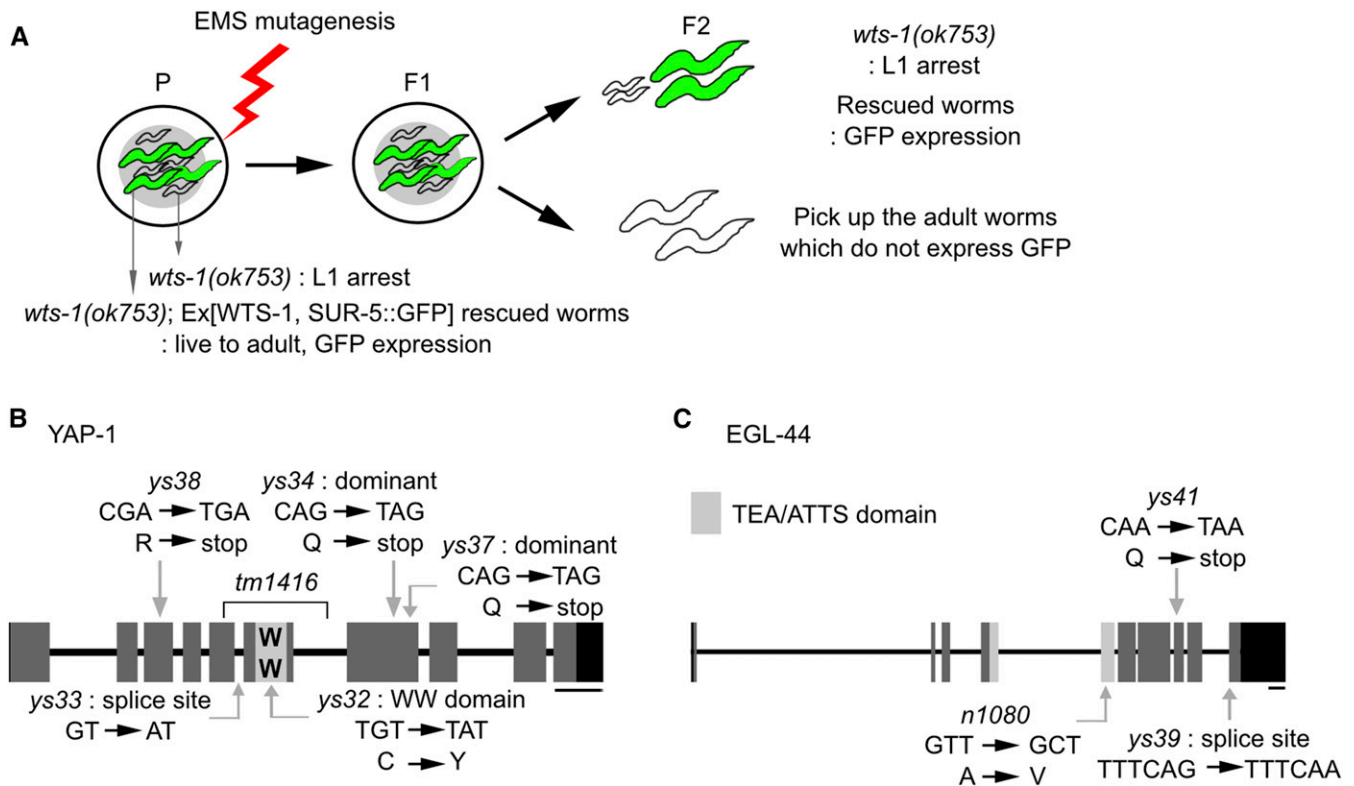 A
EMS mutagenesis
P
F1
F2
wts-1(ok753)
: L1 arrest
Rescued worms
: GFP expression
Pick up the adult worms
which do not express GFP
wts-1(ok753) : L1 arrest
wts-1(ok753); Ex[WTS-1, SUR-5::GFP] rescued worms
: live to adult, GFP expression
B
YAP-1
ys38
CGA TGA
R stop
ys34 : dominant
CAG TAG
Q stop
ys37 : dominant
CAG TAG
Q stop
tm1416
W
W
ys33 : splice site
GT AT
ys32 : WW domain
TGT TAT
C Y
C
EGL-44
TEA/ATTS domain
ys41
CAA TAA
Q stop
n1080
GTT GCT
A V
ys39 : splice site
TTTCAG TTTCAA